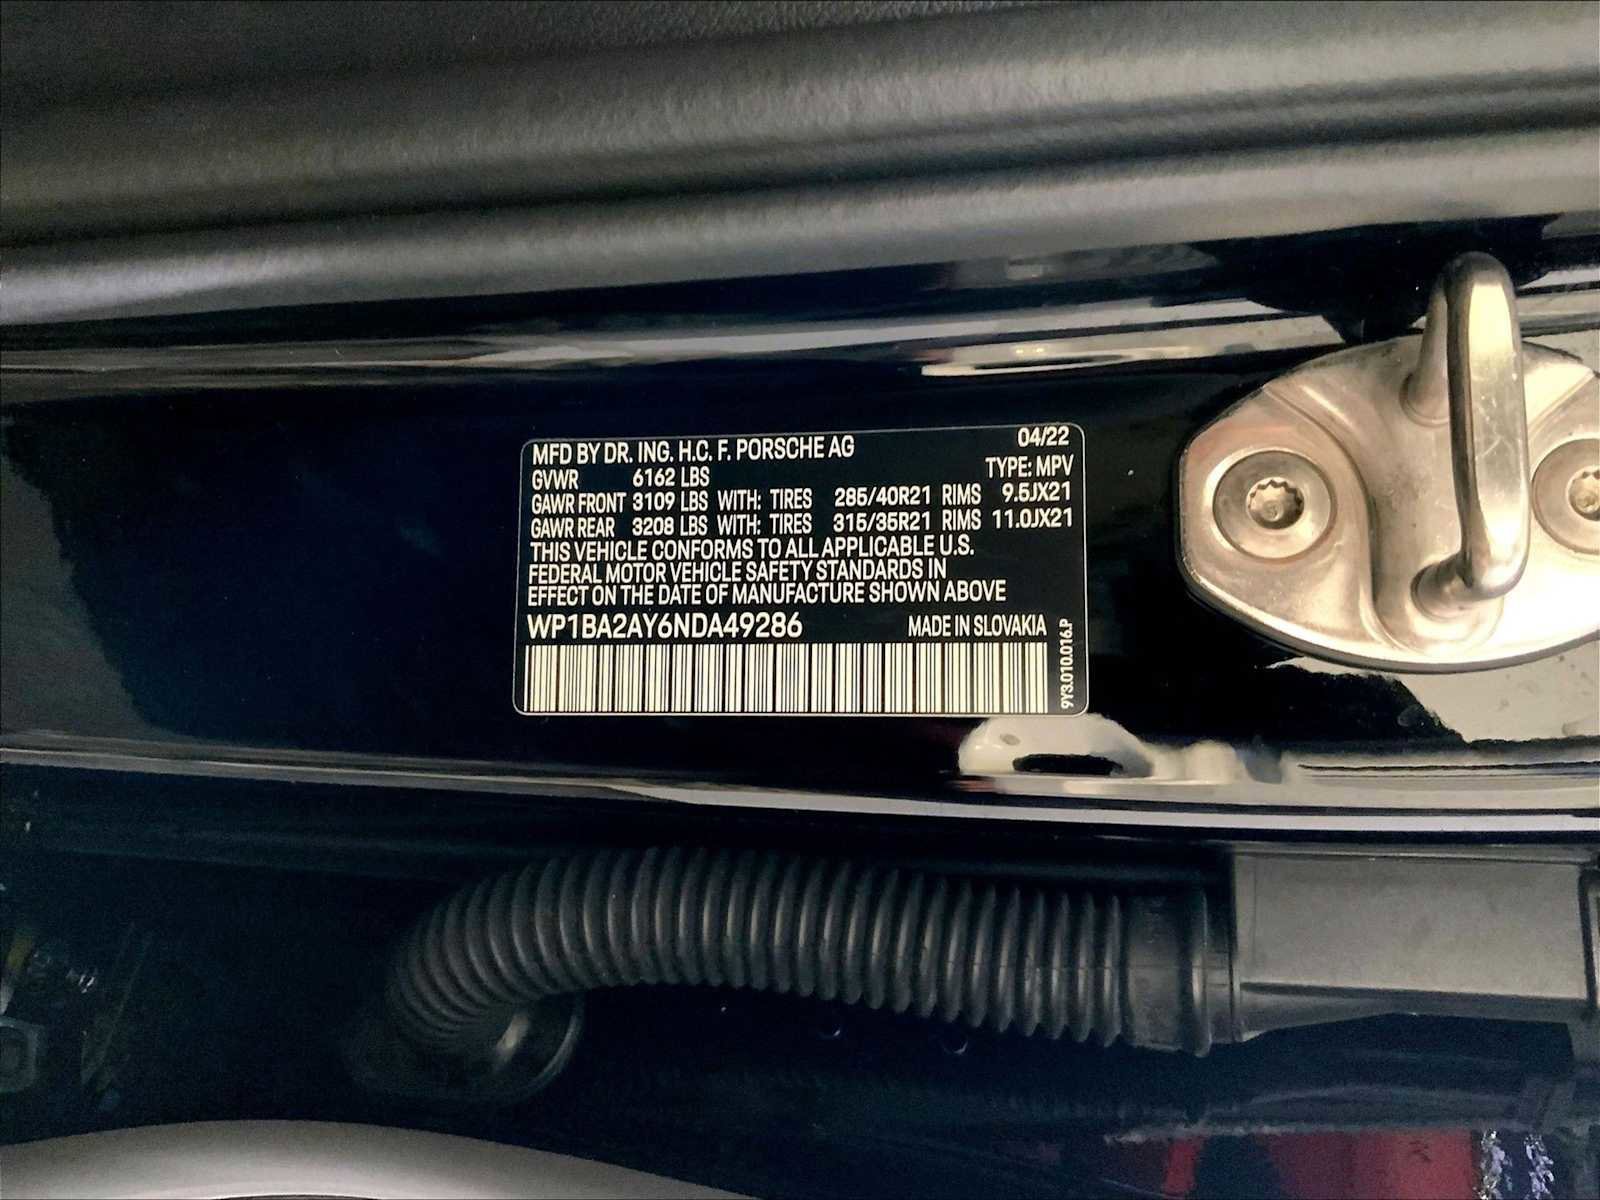 MFD BY DR. ING. H.C. F. PORSCHE AG 04/22
GVWR 6162 LBS TYPE: MPV
GAWR FRONT 3109 LBS WITH: TIRES 285/40R21 RIMS 9.5JX21
GAWR REAR 3208 LBS WITH: TIRES 315/35R21 RIMS 11.0JX21
THIS VEHICLE CONFORMS TO ALL APPLICABLE U.S.
FEDERAL MOTOR VEHICLE SAFETY STANDARDS IN
EFFECT ON THE DATE OF MANUFACTURE SHOWN ABOVE
WP1BA2AY6NDA49286 MADE IN SLOVAKIA
9Y3.010.016.P